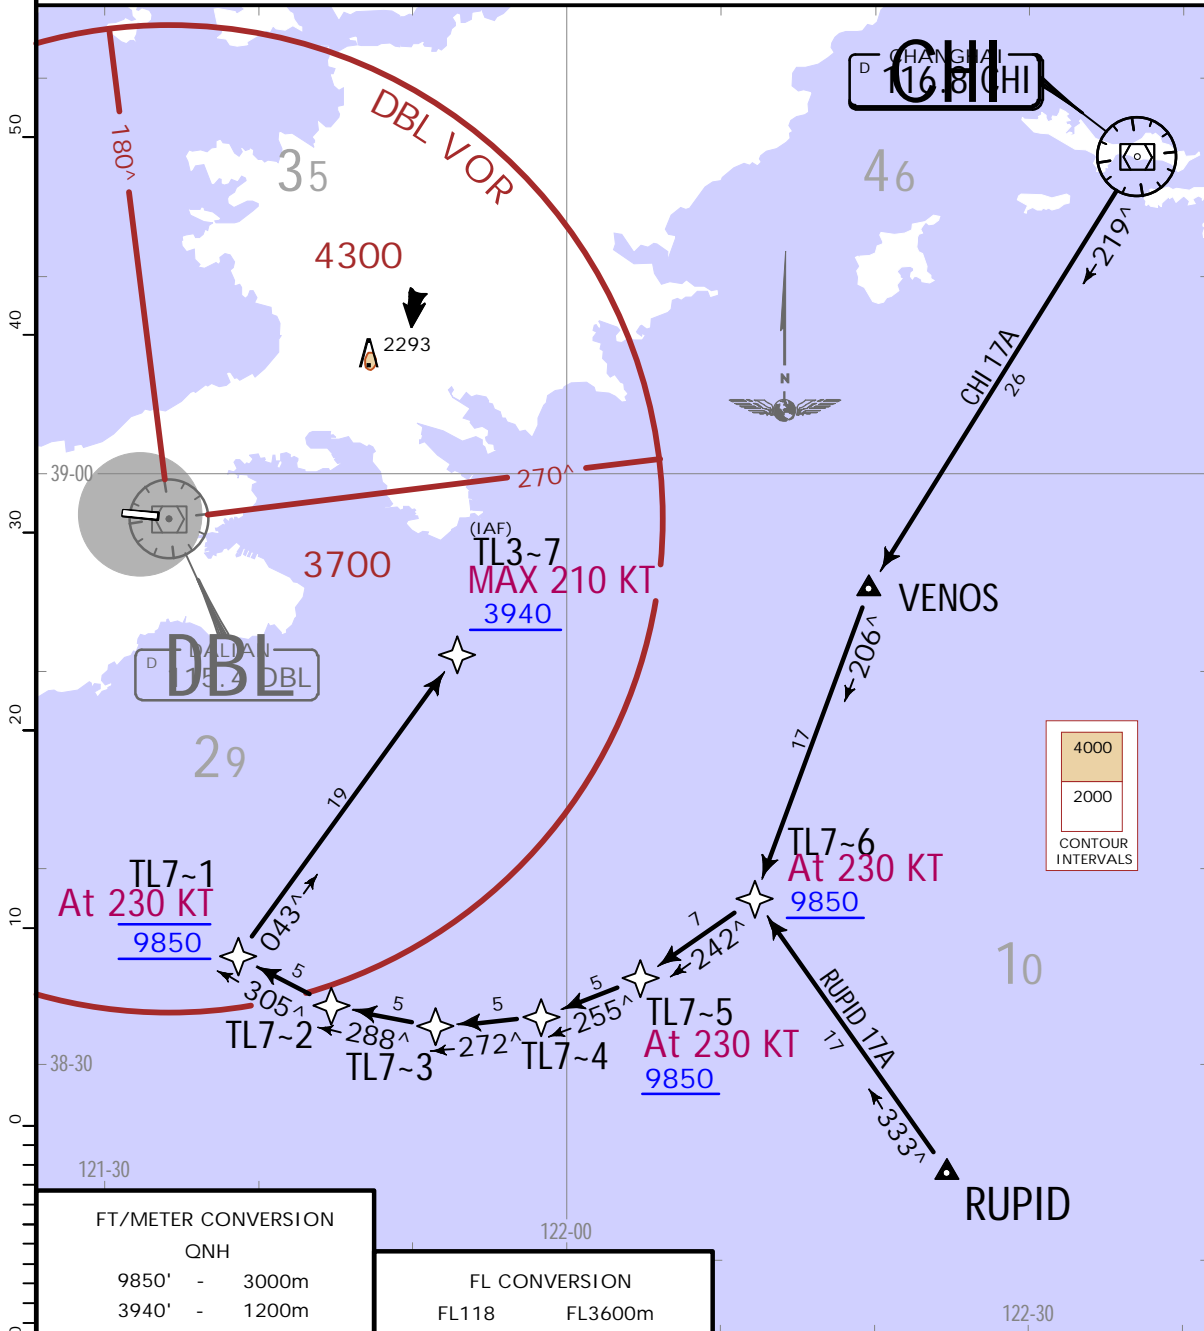 CHI
CHANGHAI
D 116.8 CHI
50
180^
DBL VOR
35
46
219^
4300
40
2293
CHI 17A
26
N
39-00
270^
30
(IAF)
TL3~7
MAX 210 KT
3940
3700
VENOS
206^
DBL
DALIAN
D 115.4 DBL
20
29
17
4000
2000
CONTOUR
INTERVALS
19
TL7~6
At 230 KT
9850
TL7~1
At 230 KT
9850
10
043^
7
242^
10
5
305^
5
288^
5
272^
5
255^
TL7~5
At 230 KT
9850
TL7~2
TL7~3
TL7~4
RUPID 17A
17
333^
38-30
0
121-30
RUPID
122-00
122-30
FT/METER CONVERSION
QNH
9850' - 3000m
3940' - 1200m
FL CONVERSION
FL118 FL3600m